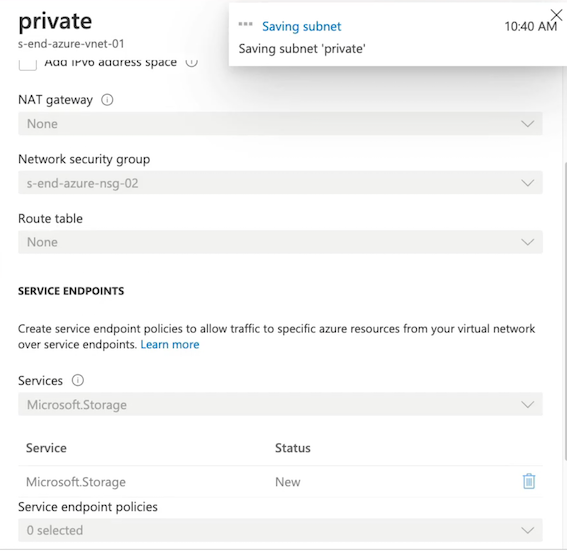 private
s-end-azure-vnet-01
Saving subnet
10:40 AM
Saving subnet 'private'
Add IPv6 address space
NAT gateway
None
Network security group
s-end-azure-nsg-02
Route table
None
SERVICE ENDPOINTS
Create service endpoint policies to allow traffic to specific azure resources from your virtual network
over service endpoints. Learn more
Services
Microsoft.Storage
Service Status
Microsoft.Storage New
Service endpoint policies
0 selected